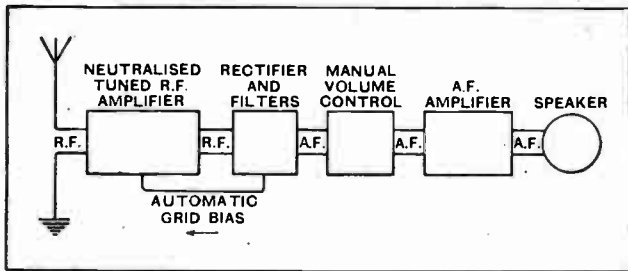 NEUTRALISED
TUNED R.F.
AMPLIFIER
RECTIFIER
AND
FILTERS
MANUAL
VOLUME
CONTROL
A.F.
AMPLIFIER
SPEAKER
R.F.
R.F.
A.F.
A.F.
A.F.
AUTOMATIC
GRID BIAS